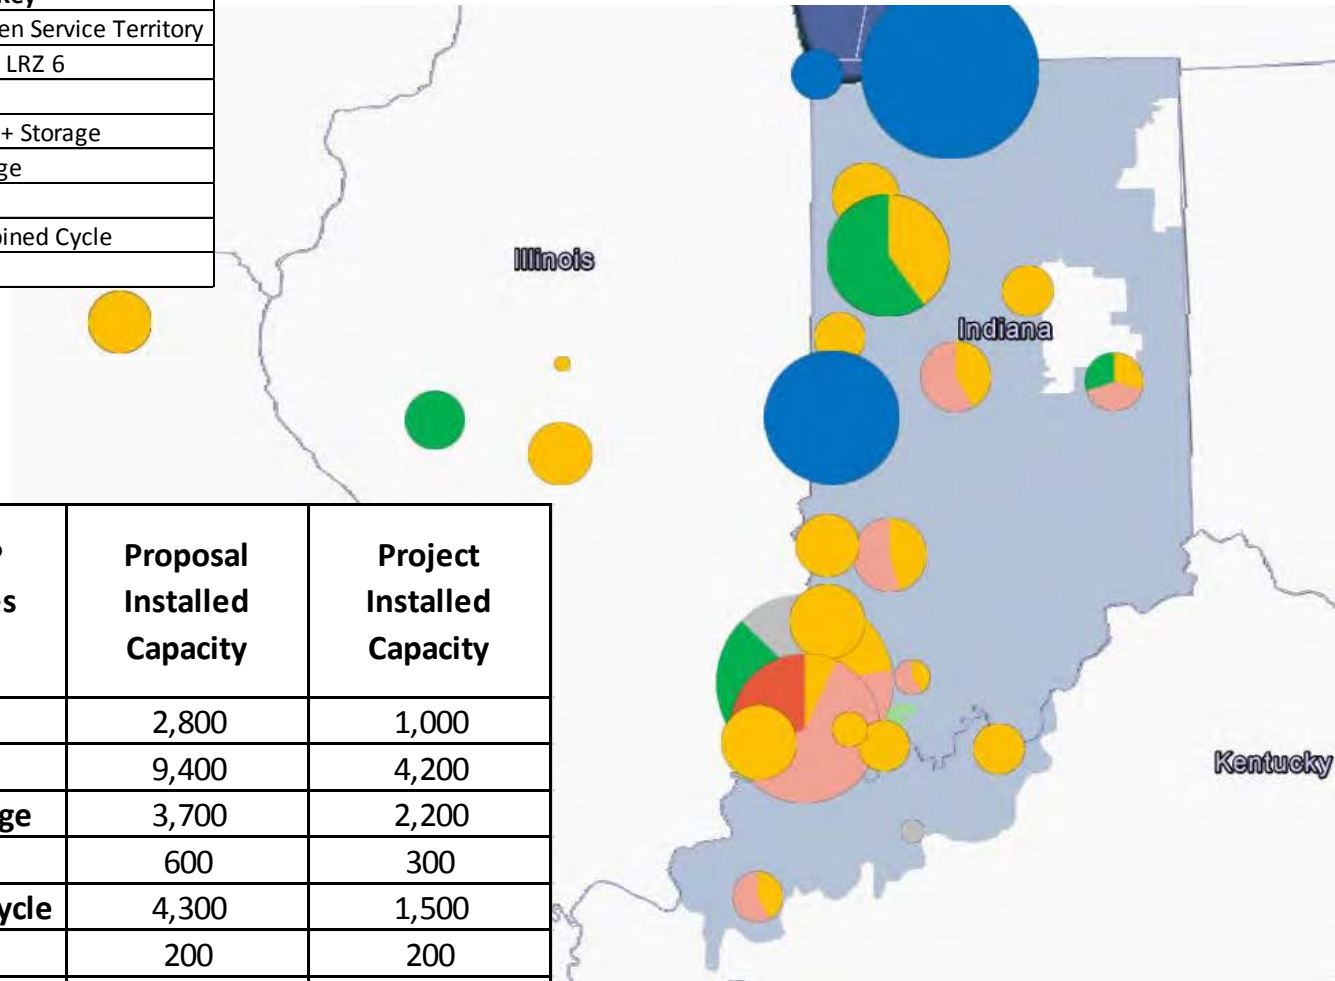 en Service Territory
LRZ 6
+ Storage
ge
bined Cycle
Illinois
Indiana
Kentucky
Proposal
Installed
Capacity
Project
Installed
Capacity
2,800 1,000
9,400 4,200
ge 3,700 2,200
600 300
ycle 4,300 1,500
200 200